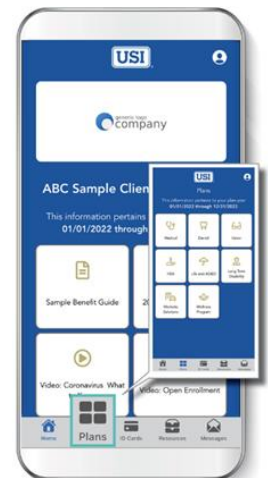 USI
generic logo
company
ABC Sample Clien
This information pertains
01/01/2022 through
Sample Benefit Guide
20
Video: Coronavirus What
Video: Open Enrollment
Home
Plans
ID Cards
Resources
Messages
USI
Plans
This information pertains to your plan year
01/01/2022 through 12/31/2022
Medical
Dental
Vision
FSA
Life and AD&D
Long Term
Disability
Worksite
Solutions
Wellness
Program